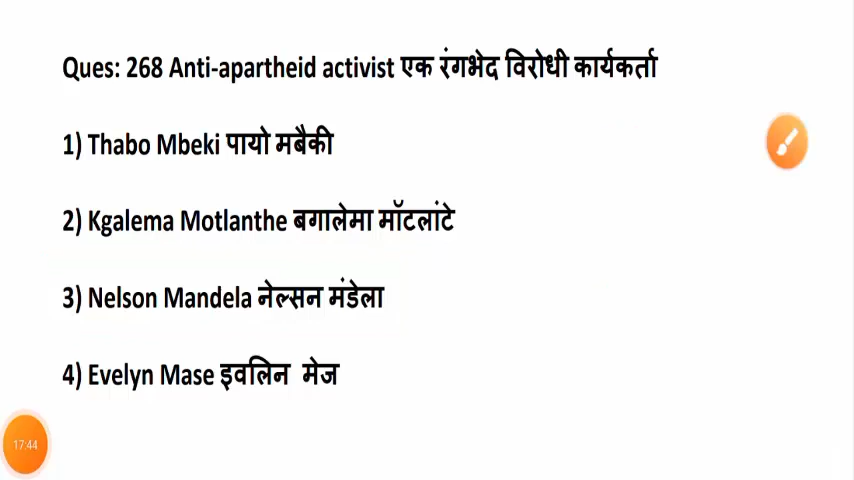 Ques: 268 Anti-apartheid activist एक रंगभेद विरोधी कार्यकर्ता
1) Thabo Mbeki पायो मबैकी
2) Kgalema Motlanthe बगालेमा मॉटलांटे
3) Nelson Mandela नेल्सन मंडेला
4) Evelyn Mase इवलिन मेज
17:44